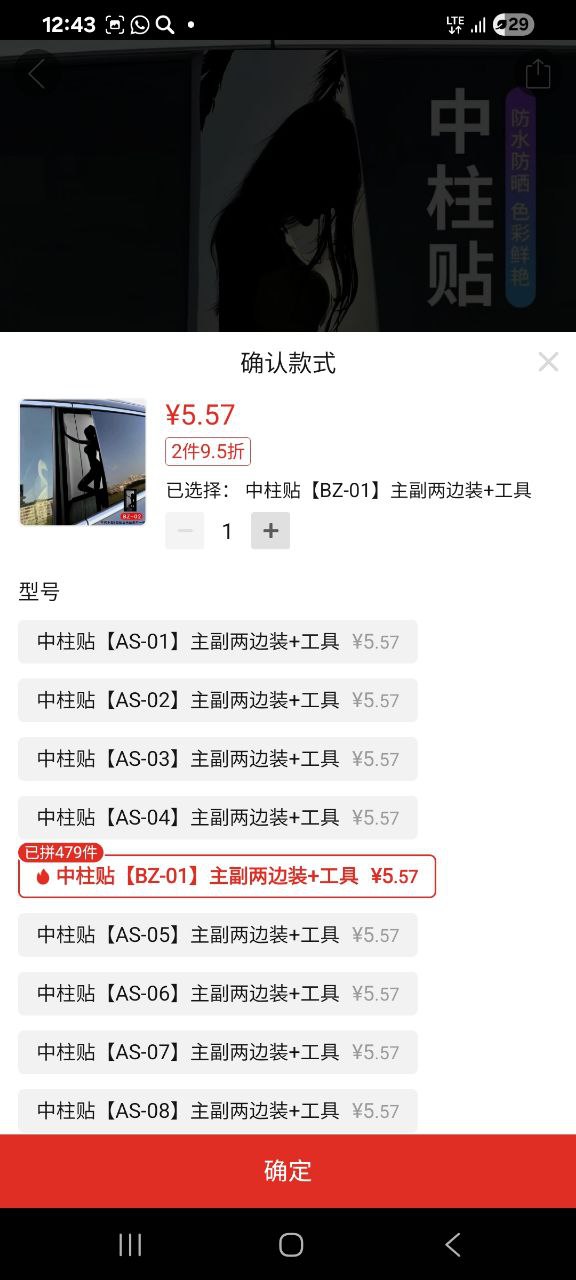 12:43 LTE 29
中柱贴
防水防晒 色彩鲜艳
确认款式
¥5.57
2件9.5折
已选择： 中柱贴【BZ-01】主副两边装+工具
1
型号
中柱贴【AS-01】主副两边装+工具 ¥5.57
中柱贴【AS-02】主副两边装+工具 ¥5.57
中柱贴【AS-03】主副两边装+工具 ¥5.57
中柱贴【AS-04】主副两边装+工具 ¥5.57
已拼479件
中柱贴【BZ-01】主副两边装+工具 ¥5.57
中柱贴【AS-05】主副两边装+工具 ¥5.57
中柱贴【AS-06】主副两边装+工具 ¥5.57
中柱贴【AS-07】主副两边装+工具 ¥5.57
中柱贴【AS-08】主副两边装+工具 ¥5.57
确定